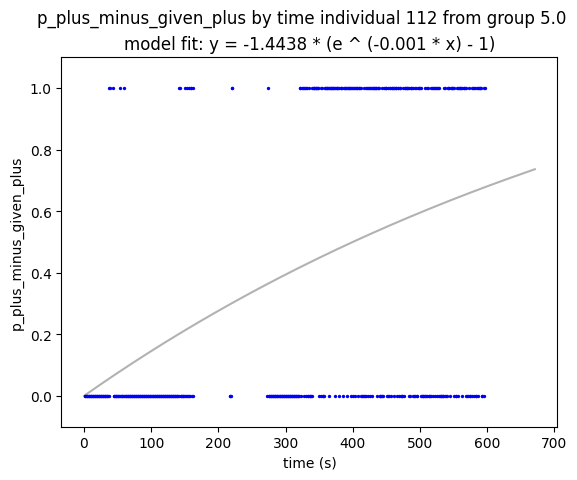 p_plus_minus_given_plus by time individual 112 from group 5.0
model fit: y = -1.4438 * (e ^ (-0.001 * x) - 1)
1.0
0.8
0.6
0.4
0.2
0.0
p_plus_minus_given_plus
0 100 200 300 400 500 600 700
time (s)